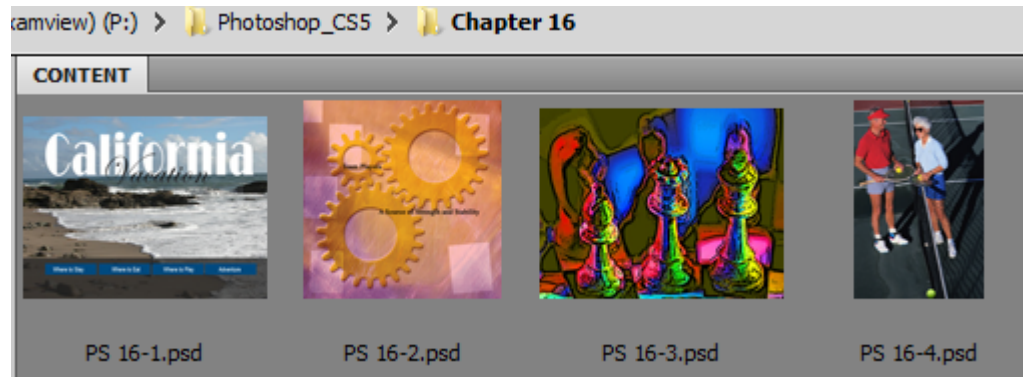 xamview) (P:) > Photoshop_CS5 > Chapter 16
CONTENT
California
Vacation
Where to Stay Where to Eat Where to Play Adventure
A Source of Strength and Stability
PS 16-1.psd PS 16-2.psd PS 16-3.psd PS 16-4.psd